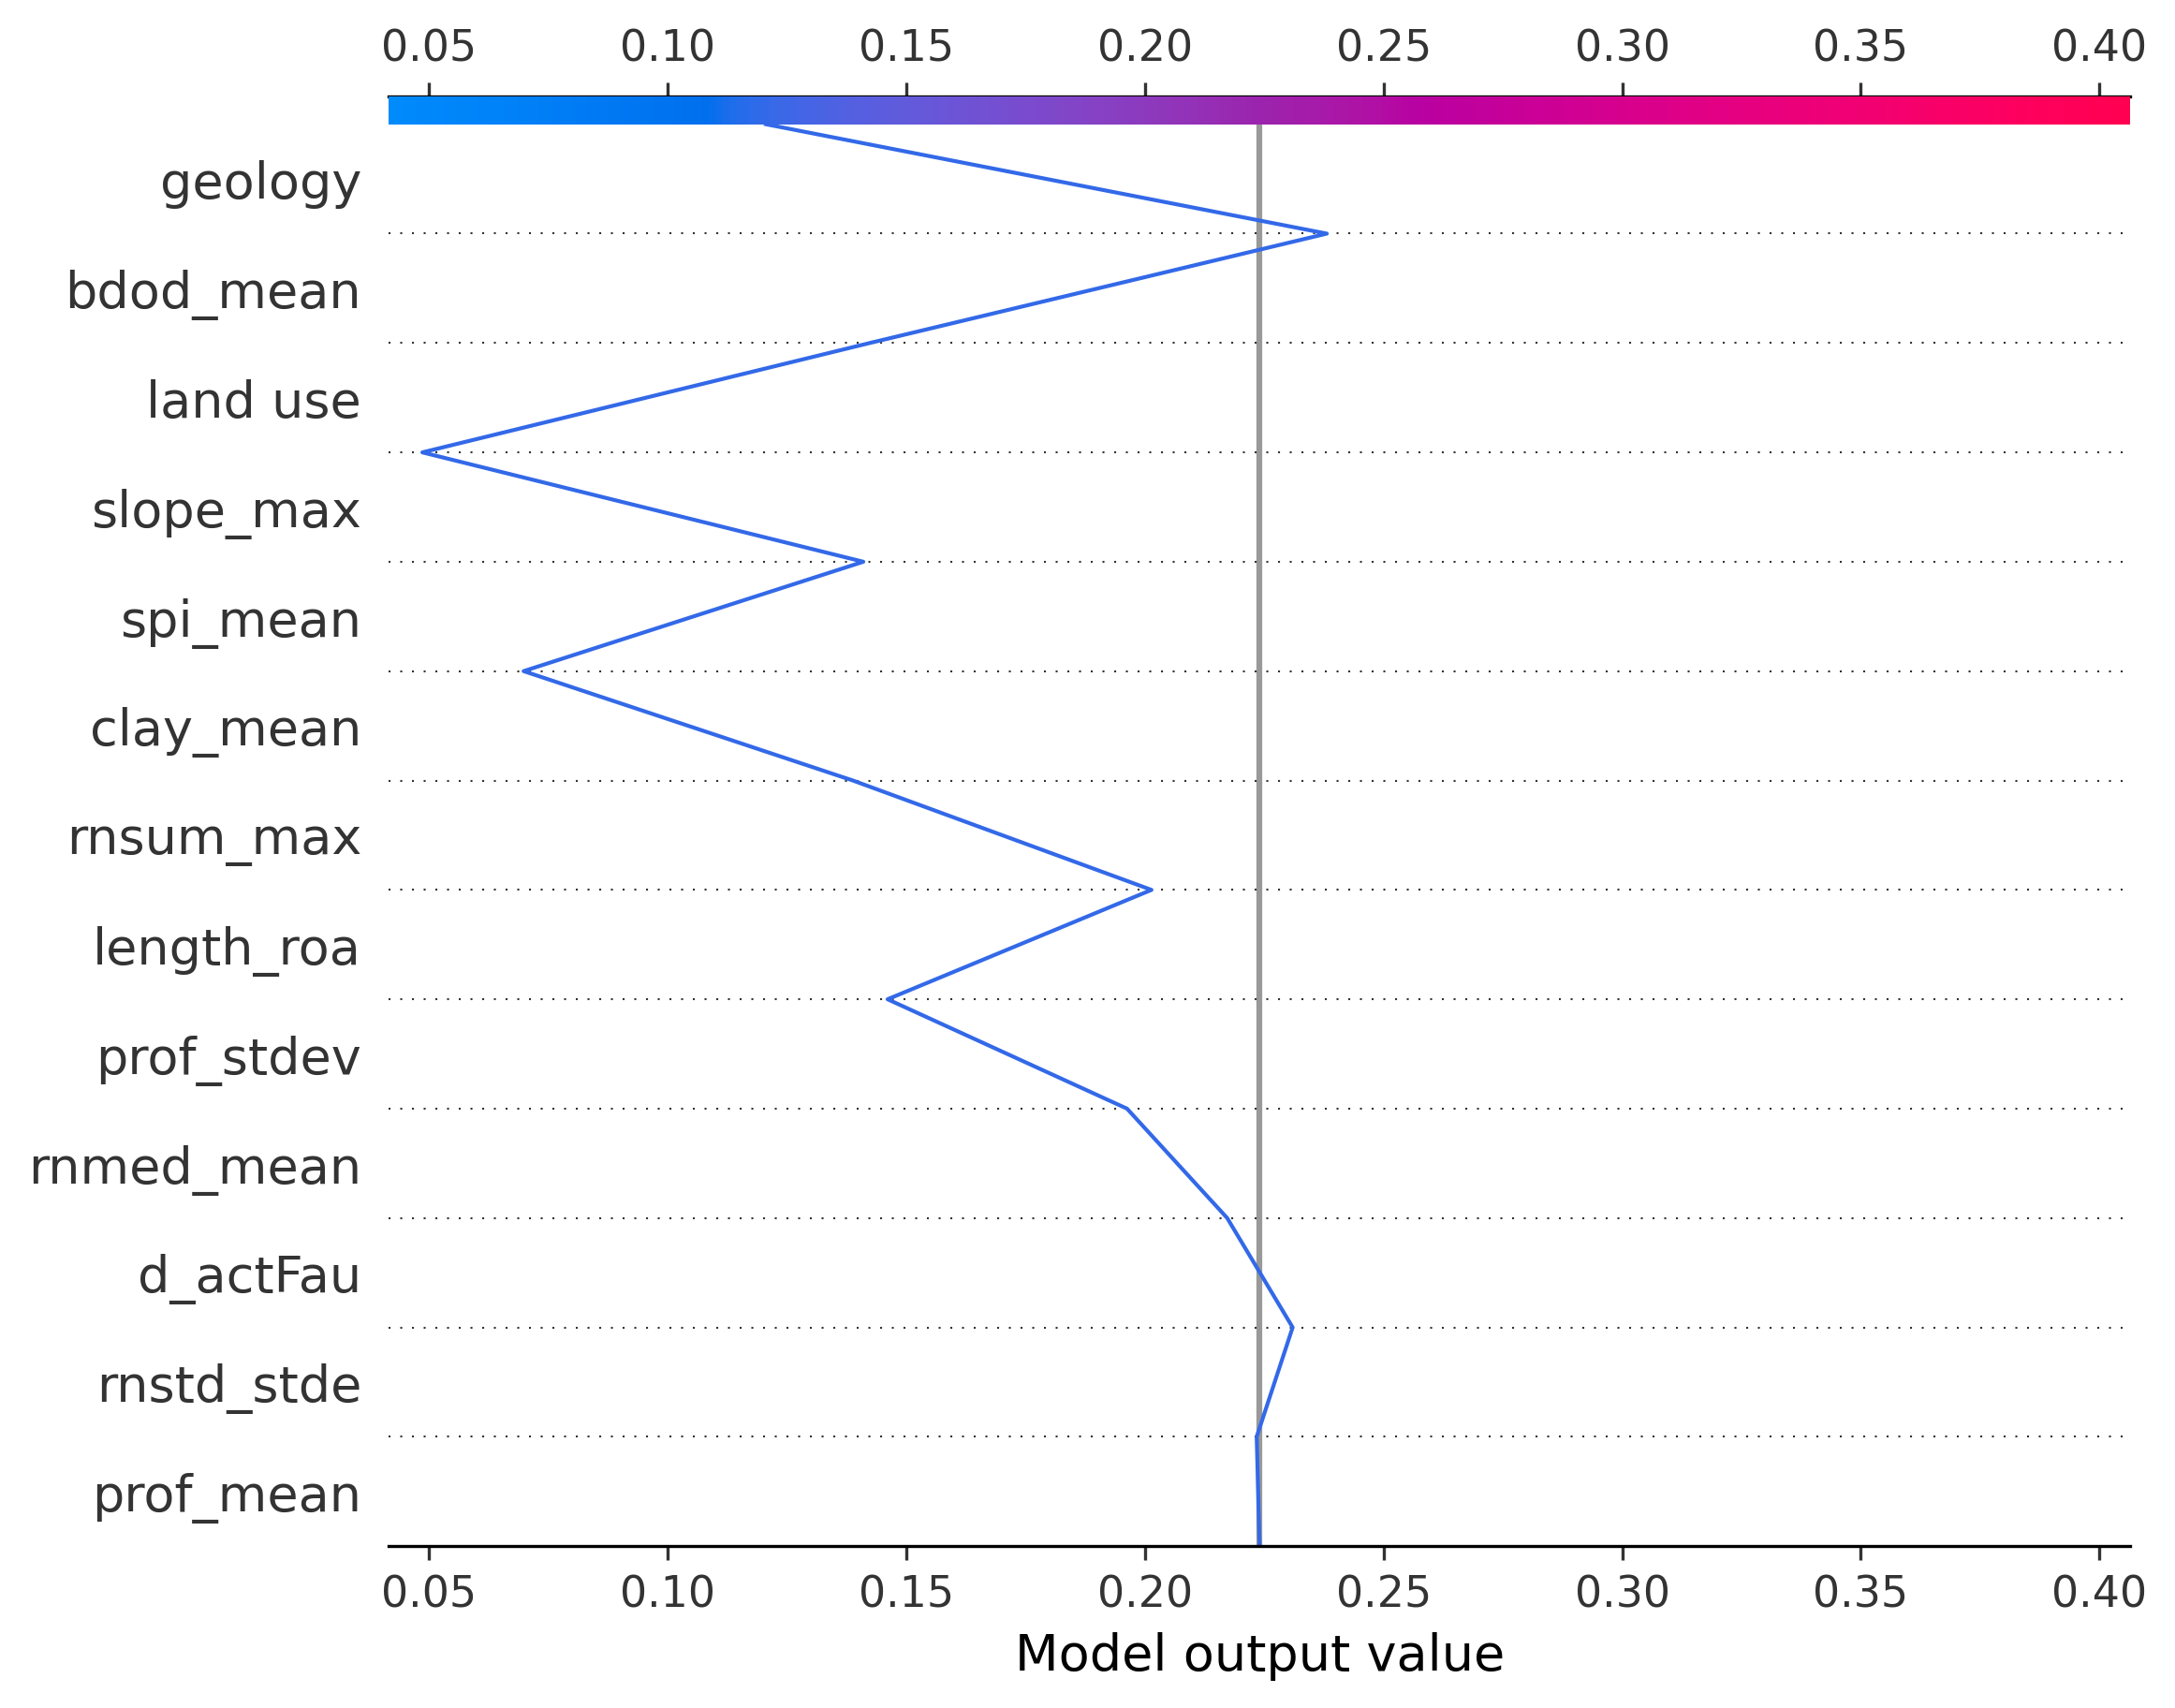 0.05 0.10 0.15 0.20 0.25 0.30 0.35 0.40
geology
bdod_mean
land use
slope_max
spi_mean
clay_mean
rnsum_max
length_roa
prof_stdev
rnmed_mean
d_actFau
rnstd_stde
prof_mean
0.05 0.10 0.15 0.20 0.25 0.30 0.35 0.40
Model output value